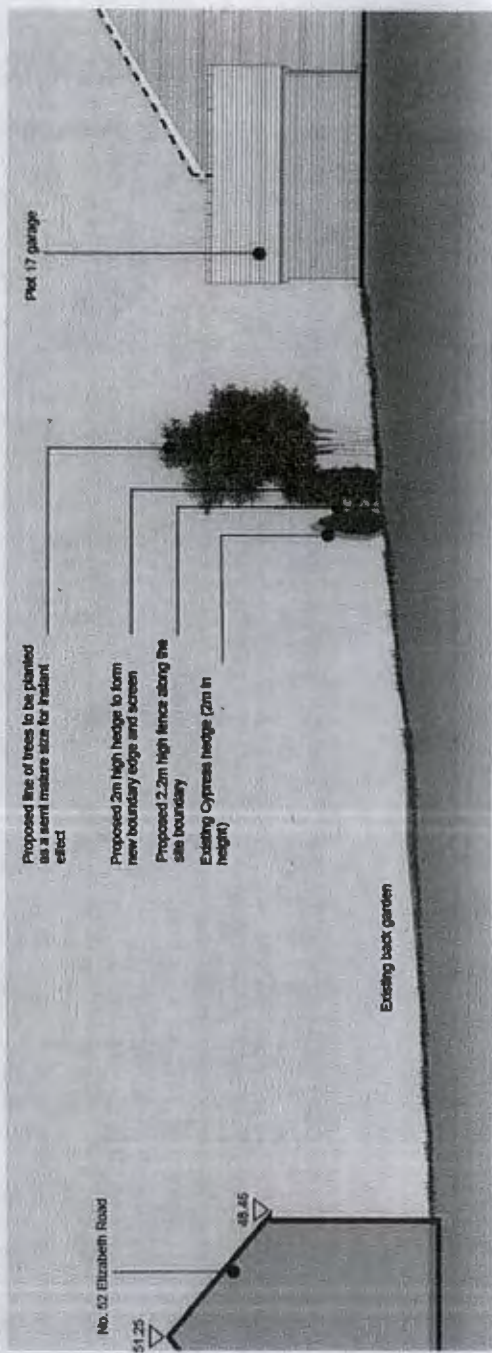 No. 52 Elizabeth Road
51.25
48.45
Proposed line of trees to be planted
as a semi mature size for instant
effect
Proposed 2m high hedge to form
new boundary edge and screen
Proposed 2.2m high fence along the
site boundary
Existing Cypress hedge (2m in
height)
Existing back garden
Plot 17 garage